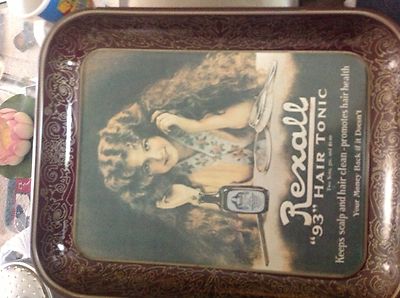 Rexall
"93" HAIR TONIC
Keeps scalp and hair clean - promotes hair health
Your Money Back if it Doesn't